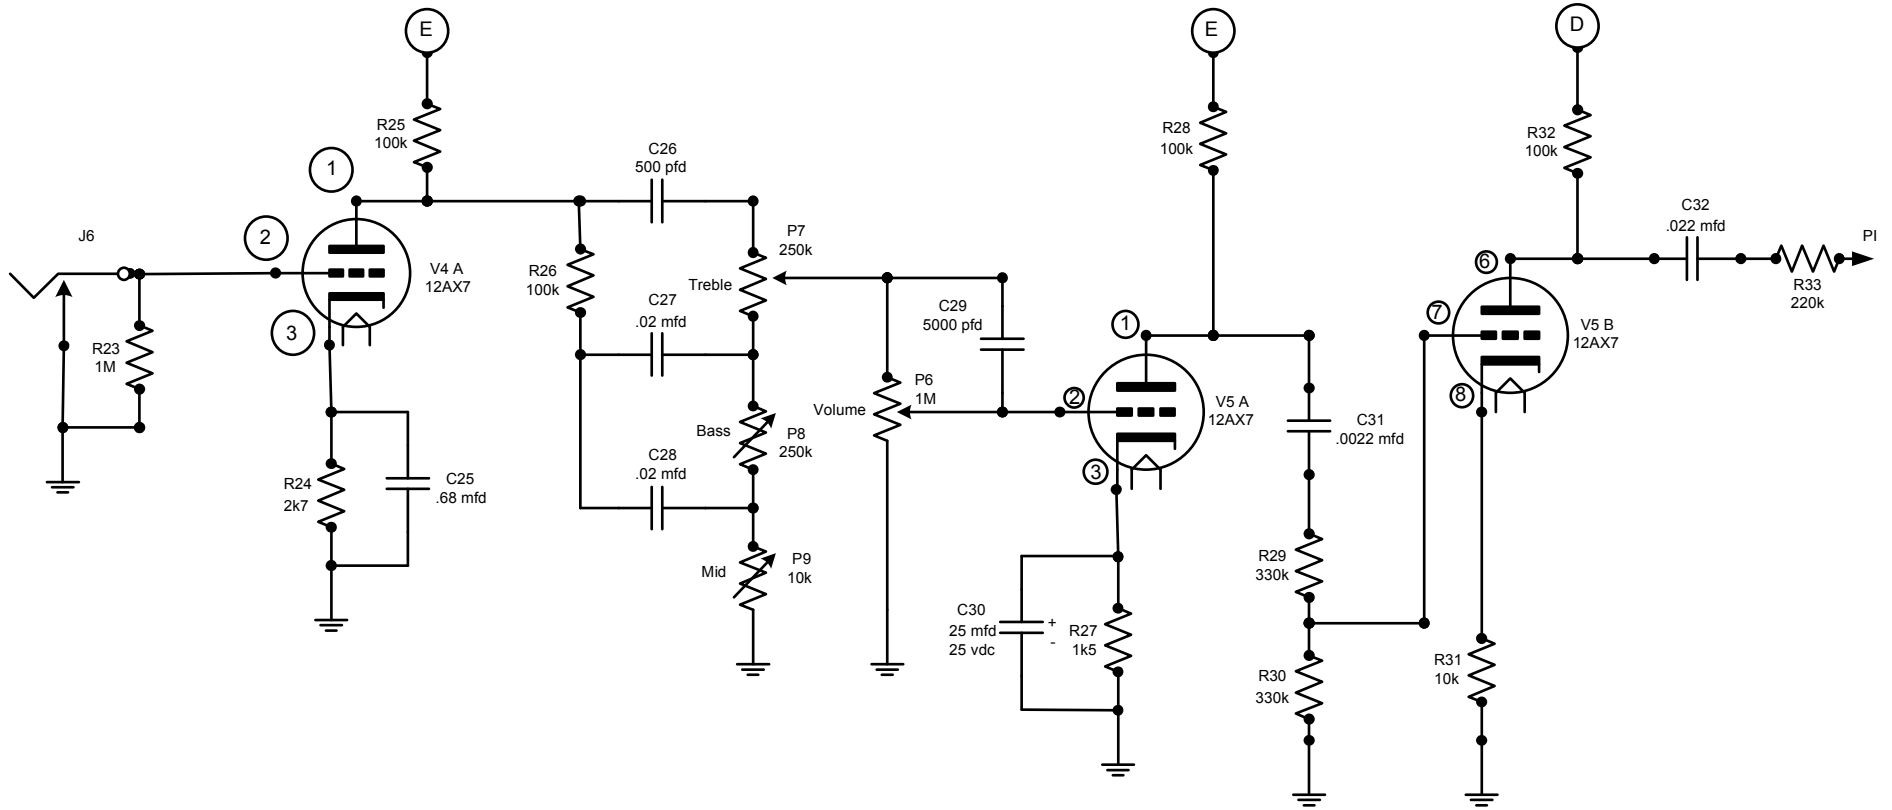 E
E
D
R25
100k
R28
100k
R32
100k
1
C26
500 pfd
C32
.022 mfd
J6
2
P7
250k
6
PI
V4 A
12AX7
R26
100k
Treble
R33
220k
C27
.02 mfd
C29
5000 pfd
1
7
3
V5 B
12AX7
R23
1M
P6
1M
Volume
2
8
V5 A
12AX7
C31
.0022 mfd
Bass
P8
250k
C28
.02 mfd
3
R24
2k7
C25
.68 mfd
Mid
P9
10k
R29
330k
C30
25 mfd
25 vdc
+
-
R27
1k5
R30
330k
R31
10k